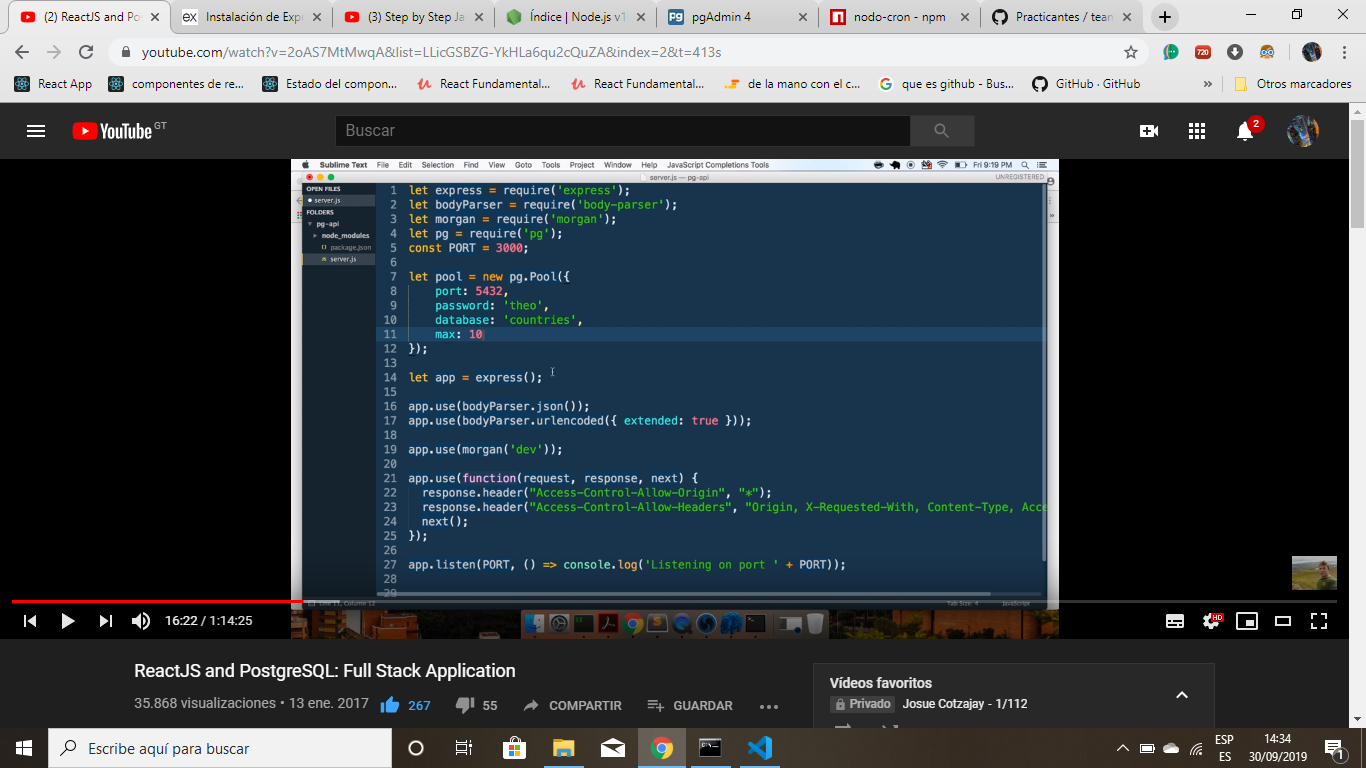 (2) ReactJS and Po
Instalación de Exp
(3) Step by Step Ja
Índice | Node.js v1
pgAdmin 4
nodo-cron - npm
Practicantes / tean
youtube.com/watch?v=2oAS7MtMwqA&list=LLicGSBZG-YkHLa6qu2cQuZA&index=2&t=413s
720
React App
componentes de re...
Estado del compon...
React Fundamental...
React Fundamental...
de la mano con el c...
que es github - Bus...
GitHub · GitHub
»
Otros marcadores
YouTube GT
Buscar
2
Sublime Text File Edit Selection Find View Goto Tools Project Window Help JavaScript Completions Tools
Fri 9:19 PM
server.js — pg-api
UNREGISTERED
OPEN FILES
server.js
FOLDERS
pg-api
node_modules
package.json
server.js
1 let express = require('express');
2 let bodyParser = require('body-parser');
3 let morgan = require('morgan');
4 let pg = require('pg');
5 const PORT = 3000;
6
7 let pool = new pg.Pool({
8 port: 5432,
9 password: 'theo',
10 database: 'countries',
11 max: 10
12 });
13
14 let app = express();
15
16 app.use(bodyParser.json());
17 app.use(bodyParser.urlencoded({ extended: true }));
18
19 app.use(morgan('dev'));
20
21 app.use(function(request, response, next) {
22 response.header("Access-Control-Allow-Origin", "*");
23 response.header("Access-Control-Allow-Headers", "Origin, X-Requested-With, Content-Type, Acce
24 next();
25 });
26
27 app.listen(PORT, () => console.log('Listening on port ' + PORT));
28
29
Line 11, Column 12
Tab Size: 4
JavaScript
16:22 / 1:14:25
HD
ReactJS and PostgreSQL: Full Stack Application
35.868 visualizaciones • 13 ene. 2017
267
55
COMPARTIR
GUARDAR
Vídeos favoritos
Privado
Josue Cotzajay - 1/112
Escribe aquí para buscar
ESP
ES
14:34
30/09/2019
1